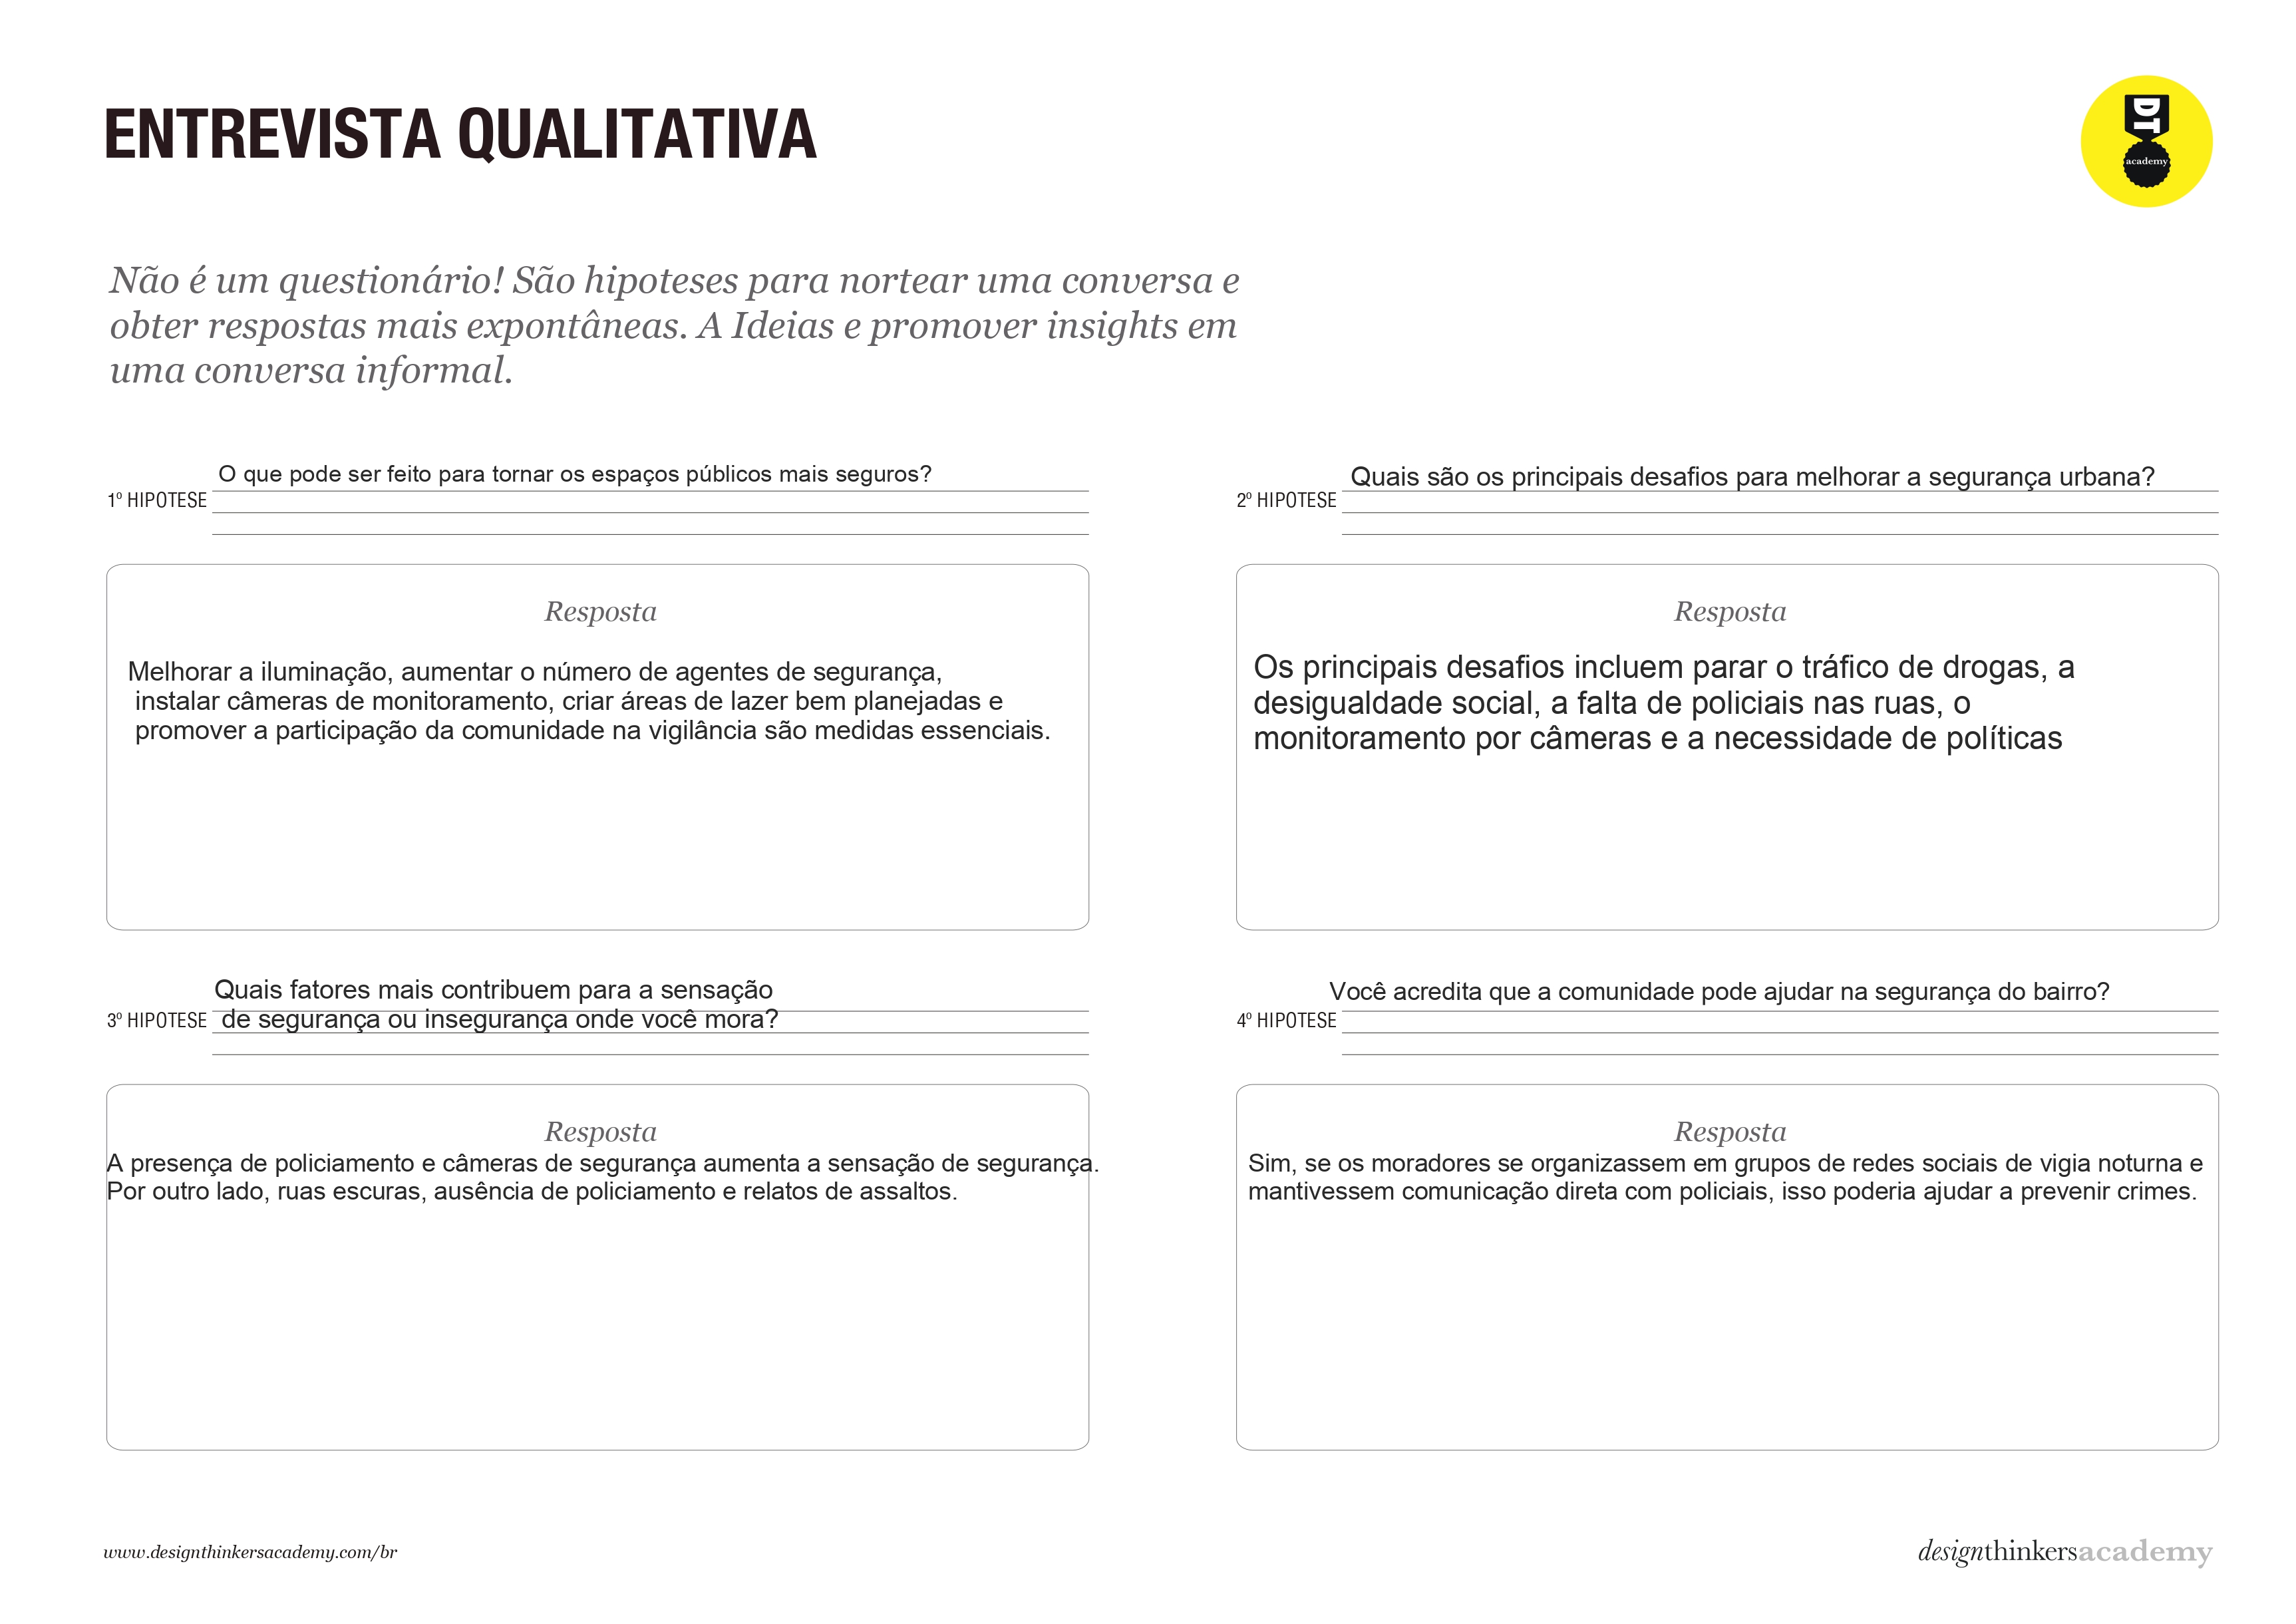 ENTREVISTA QUALITATIVA
DT
academy
Não é um questionário! São hipoteses para nortear uma conversa e
obter respostas mais expontâneas. A Ideias e promover insights em
uma conversa informal.
1º HIPOTESE
O que pode ser feito para tornar os espaços públicos mais seguros?
Resposta
Melhorar a iluminação, aumentar o número de agentes de segurança,
instalar câmeras de monitoramento, criar áreas de lazer bem planejadas e
promover a participação da comunidade na vigilância são medidas essenciais.
2º HIPOTESE
Quais são os principais desafios para melhorar a segurança urbana?
Resposta
Os principais desafios incluem parar o tráfico de drogas, a
desigualdade social, a falta de policiais nas ruas, o
monitoramento por câmeras e a necessidade de políticas
3º HIPOTESE
Quais fatores mais contribuem para a sensação
de segurança ou insegurança onde você mora?
Resposta
A presença de policiamento e câmeras de segurança aumenta a sensação de segurança.
Por outro lado, ruas escuras, ausência de policiamento e relatos de assaltos.
4º HIPOTESE
Você acredita que a comunidade pode ajudar na segurança do bairro?
Resposta
Sim, se os moradores se organizassem em grupos de redes sociais de vigia noturna e
mantivessem comunicação direta com policiais, isso poderia ajudar a prevenir crimes.
www.designthinkersacademy.com/br
designthinkersacademy